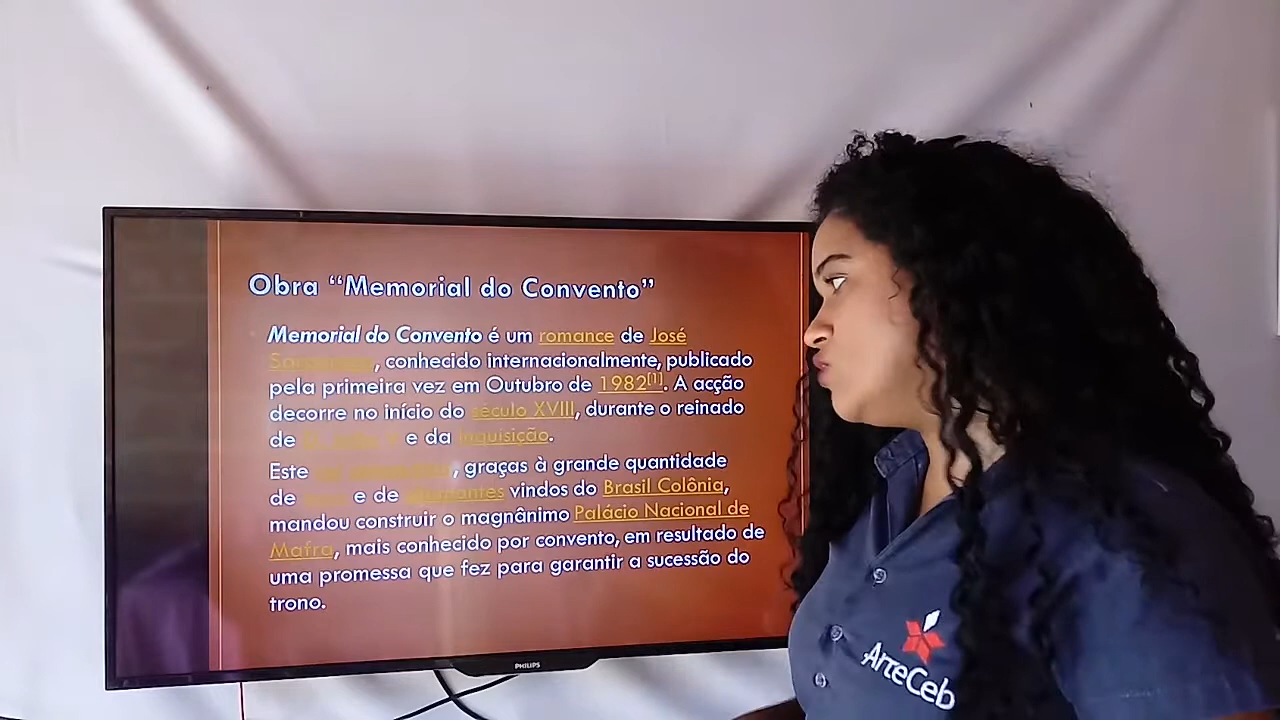 Obra “Memorial do Convento”
Memorial do Convento é um romance de José
Saramago, conhecido internacionalmente, publicado
pela primeira vez em Outubro de 1982[1]. A acção
decorre no início do século XVIII, durante o reinado
de e da Inquisição.
Este , graças à grande quantidade
de e de diamantes vindos do Brasil Colônia,
mandou construir o magnânimo Palácio Nacional de
Mafra, mais conhecido por convento, em resultado de
uma promessa que fez para garantir a sucessão do
trono.
PHILIPS
ArteCeb